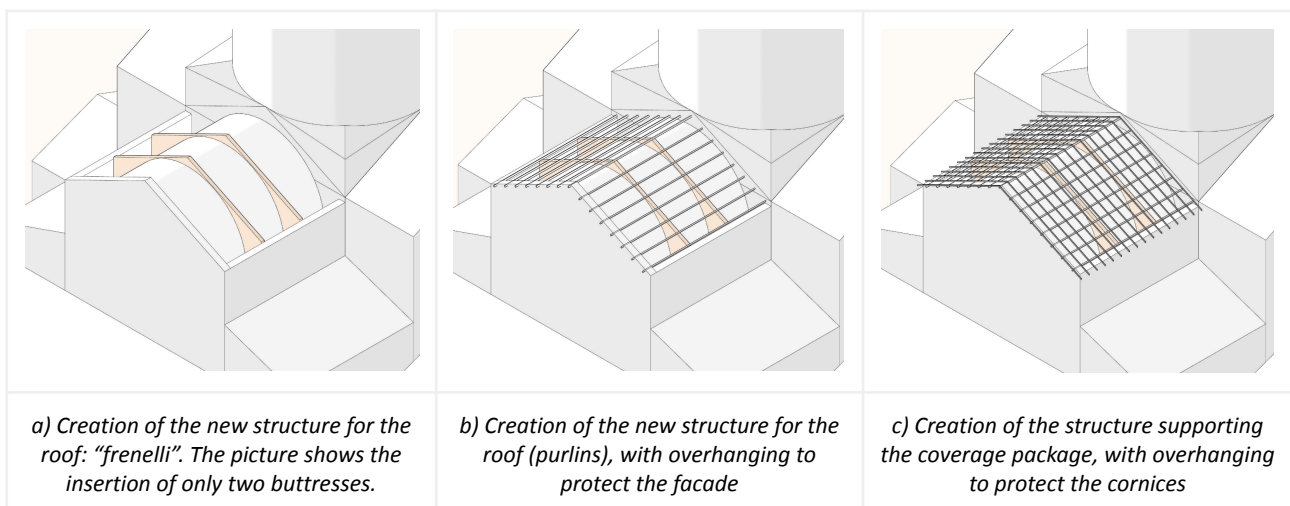 a) Creation of the new structure for the
roof: “frenelli”. The picture shows the
insertion of only two buttresses.
b) Creation of the new structure for the
roof (purlins), with overhanging to
protect the facade
c) Creation of the structure supporting
the coverage package, with overhanging
to protect the cornices